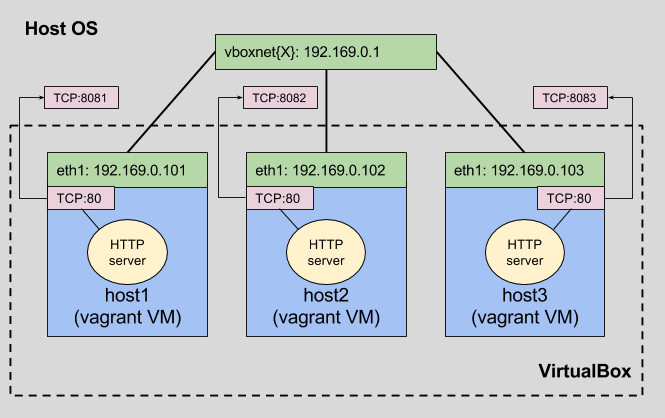 Host OS
vboxnet{X}: 192.168.0.1
TCP:8081
TCP:8082
TCP:8083
eth1: 192.169.0.101
eth1: 192.169.0.102
eth1: 192.169.0.103
TCP:80
TCP:80
TCP:80
HTTP
server
HTTP
server
HTTP
server
host1
(vagrant VM)
host2
(vagrant VM)
host3
(vagrant VM)
VirtualBox